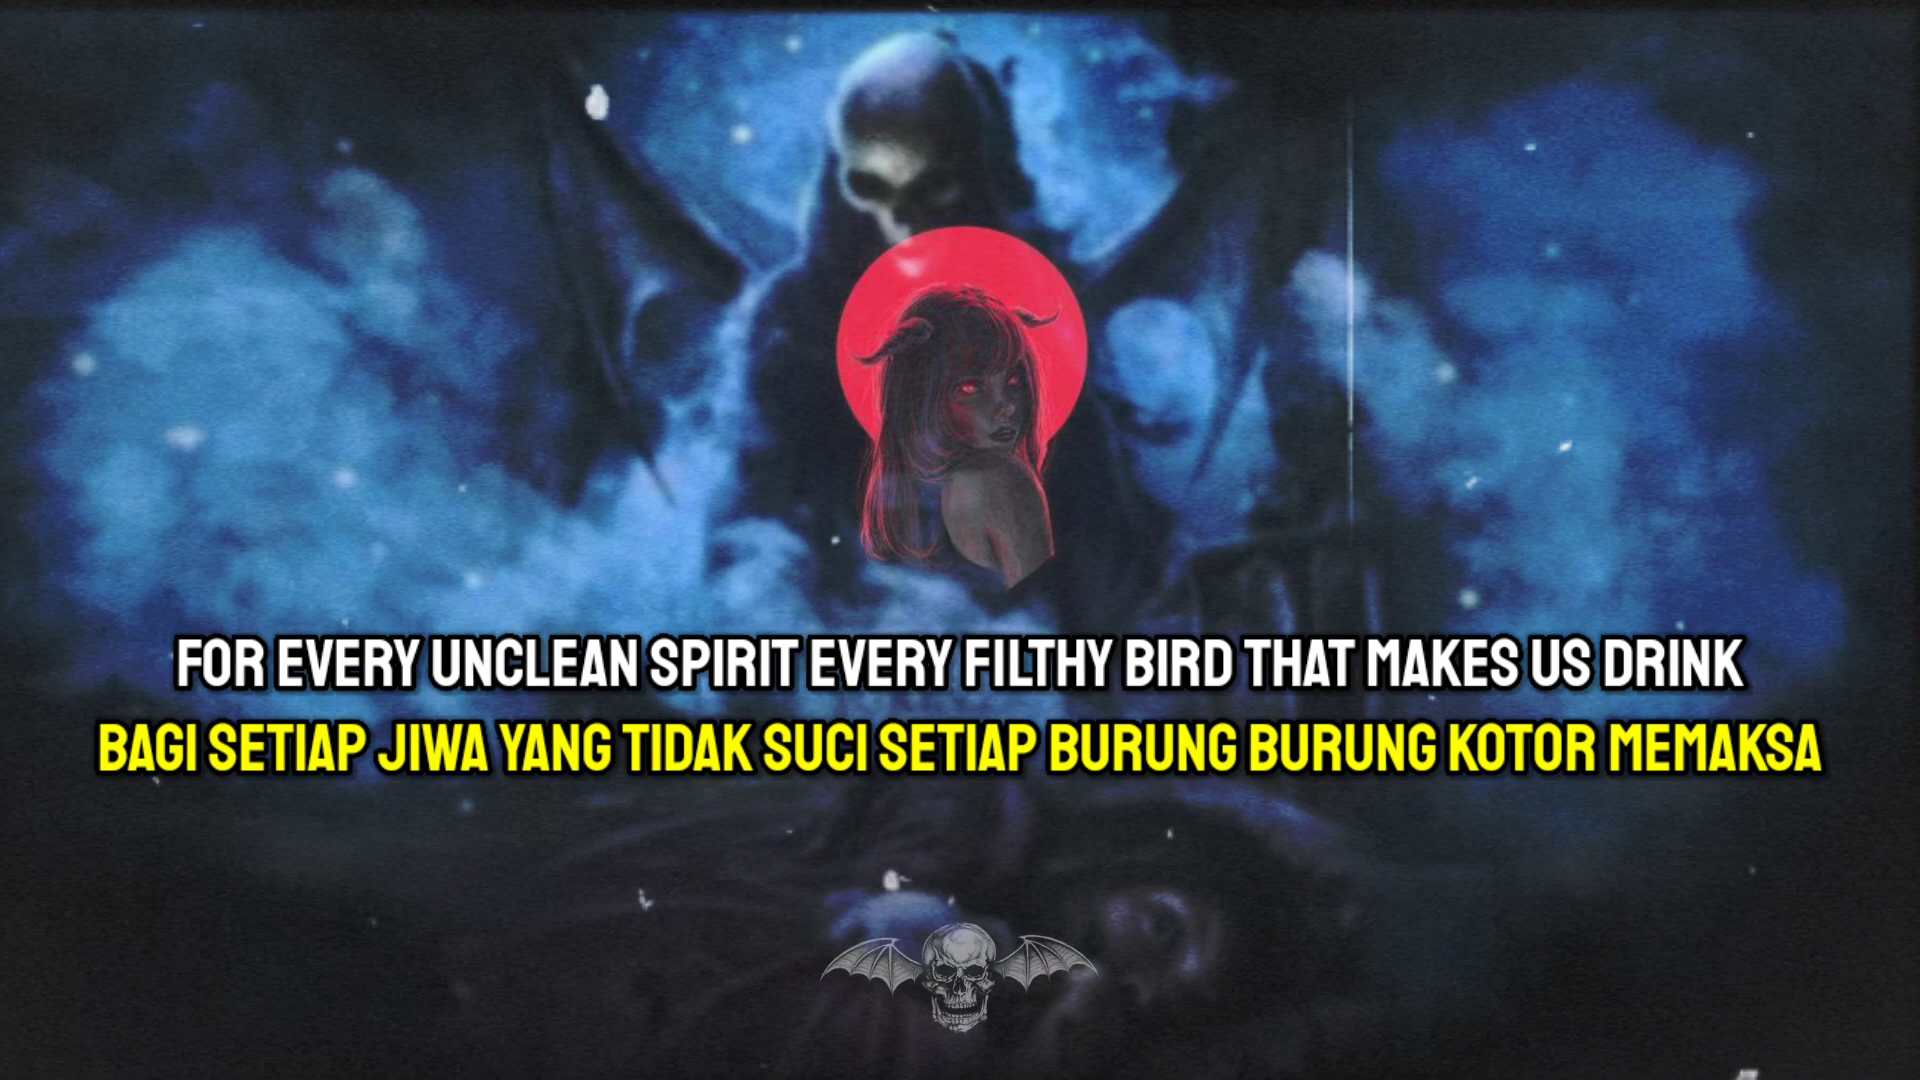 FOR EVERY UNCLEAN SPIRIT EVERY FILTHY BIRD THAT MAKES US DRINK
BAGI SETIAP JIWA YANG TIDAK SUCI SETIAP BURUNG BURUNG KOTOR MEMAKSA